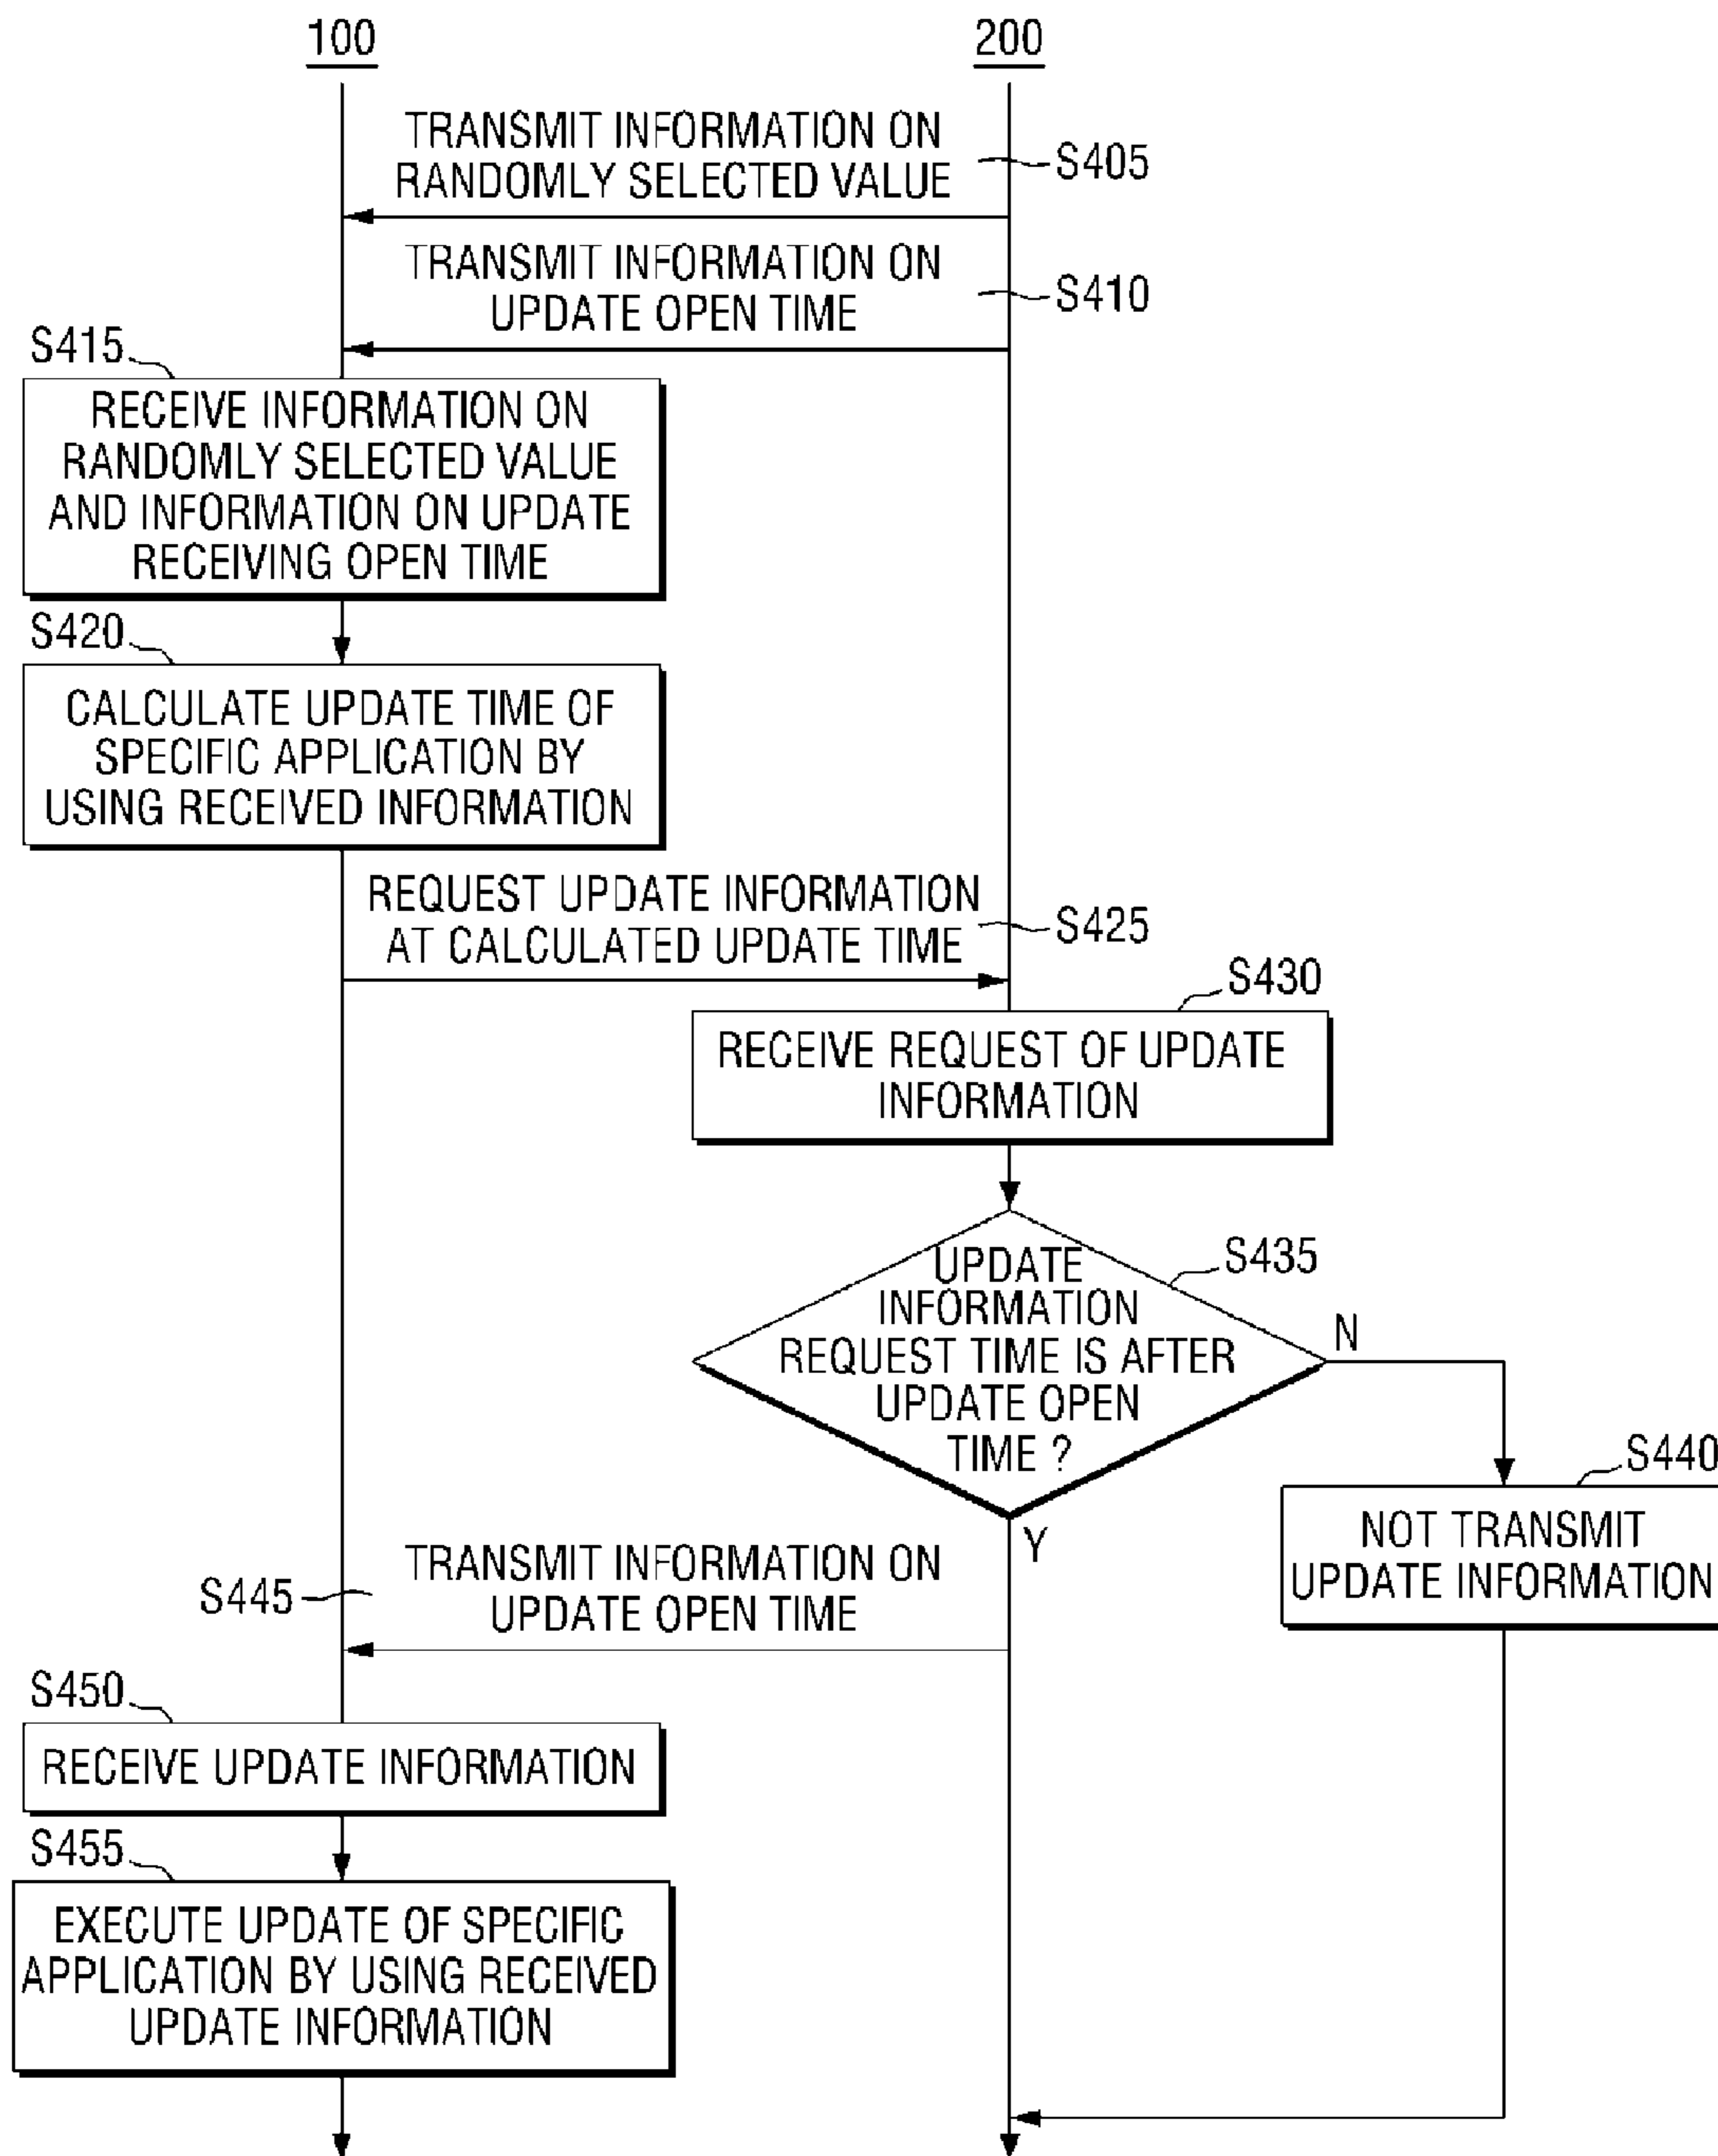 100
200
TRANSMIT INFORMATION ON
RANDOMLY SELECTED VALUE
S405
TRANSMIT INFORMATION ON
UPDATE OPEN TIME
S410
S415
RECEIVE INFORMATION ON
RANDOMLY SELECTED VALUE
AND INFORMATION ON UPDATE
RECEIVING OPEN TIME
S420
CALCULATE UPDATE TIME OF
SPECIFIC APPLICATION BY
USING RECEIVED INFORMATION
REQUEST UPDATE INFORMATION
AT CALCULATED UPDATE TIME
S425
S430
RECEIVE REQUEST OF UPDATE
INFORMATION
S435
UPDATE
INFORMATION
REQUEST TIME IS AFTER
UPDATE OPEN
TIME ?
N
Y
S440
NOT TRANSMIT
UPDATE INFORMATION
TRANSMIT INFORMATION ON
UPDATE OPEN TIME
S445
S450
RECEIVE UPDATE INFORMATION
S455
EXECUTE UPDATE OF SPECIFIC
APPLICATION BY USING RECEIVED
UPDATE INFORMATION